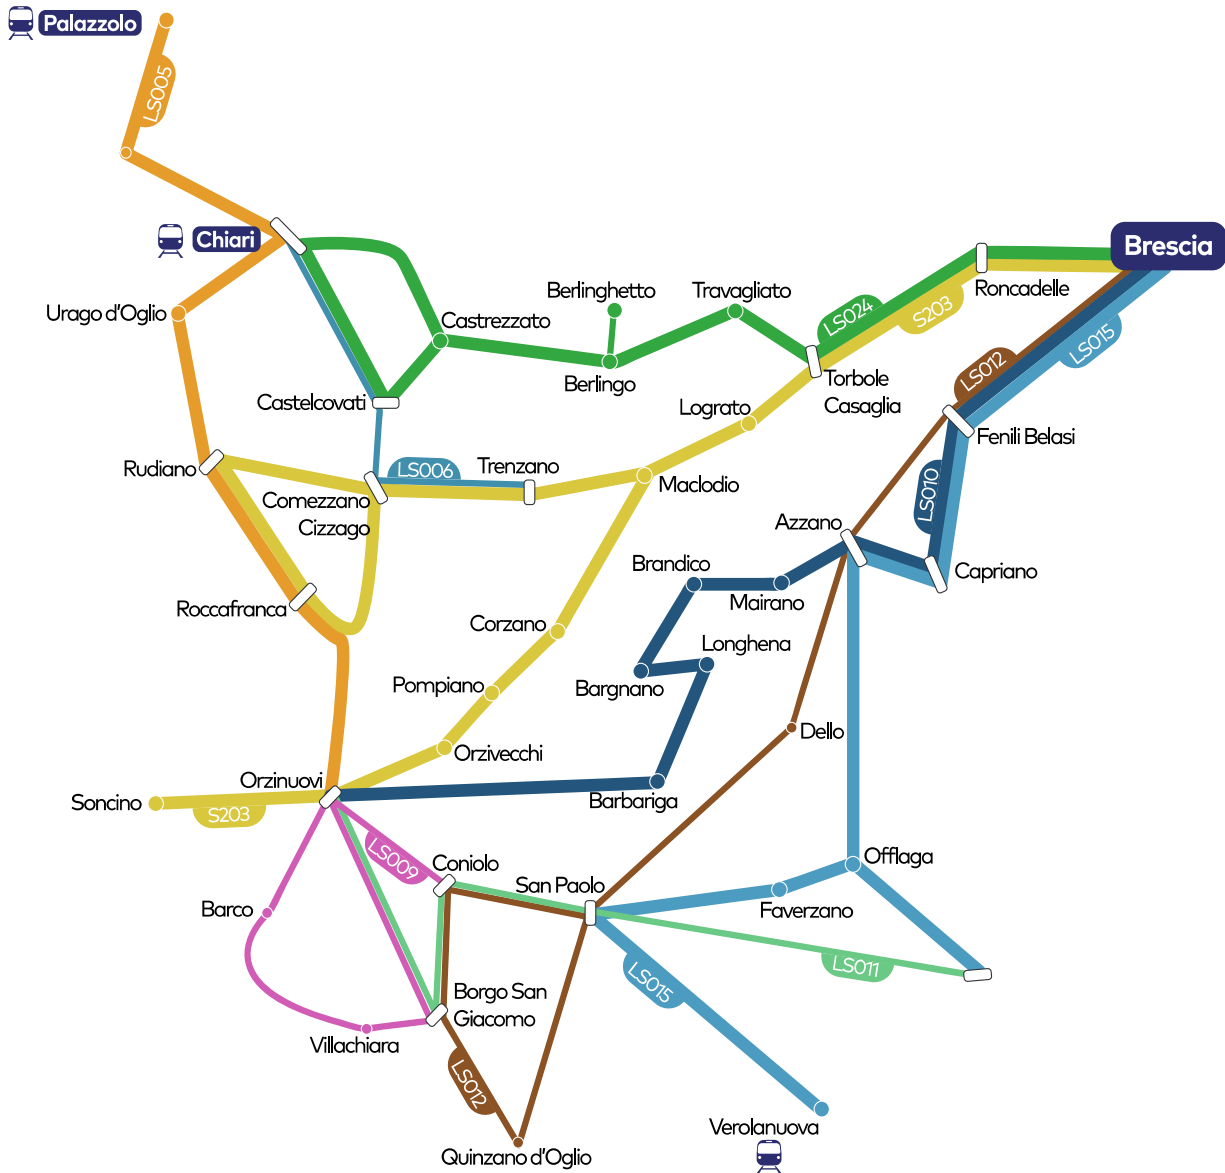 Palazzolo
LS005
Chiari
Brescia
Urago d'Oglio
Berlinghetto
Travagliato
Roncadelle
Castrezzato
LS024
S203
LS015
Berlingo
Torbole
Casaglia
LS012
Castelcovati
Lograto
Fenili Belasi
Rudiano
LS006
Trenzano
Maclodio
Comezzano
Cizzago
LS010
Azzano
Brandico
Mairano
Capriano
Roccafranca
Corzano
Longhena
Bargnano
Pompiano
Dello
Orzivecchi
Orzinuovi
Soncino
S203
Barbariga
LS009
Coniolo
San Paolo
Offlaga
Barco
Faverzano
LS011
LS015
Borgo San
Giacomo
Villachiara
LS012
Verolanuova
Quinzano d'Oglio